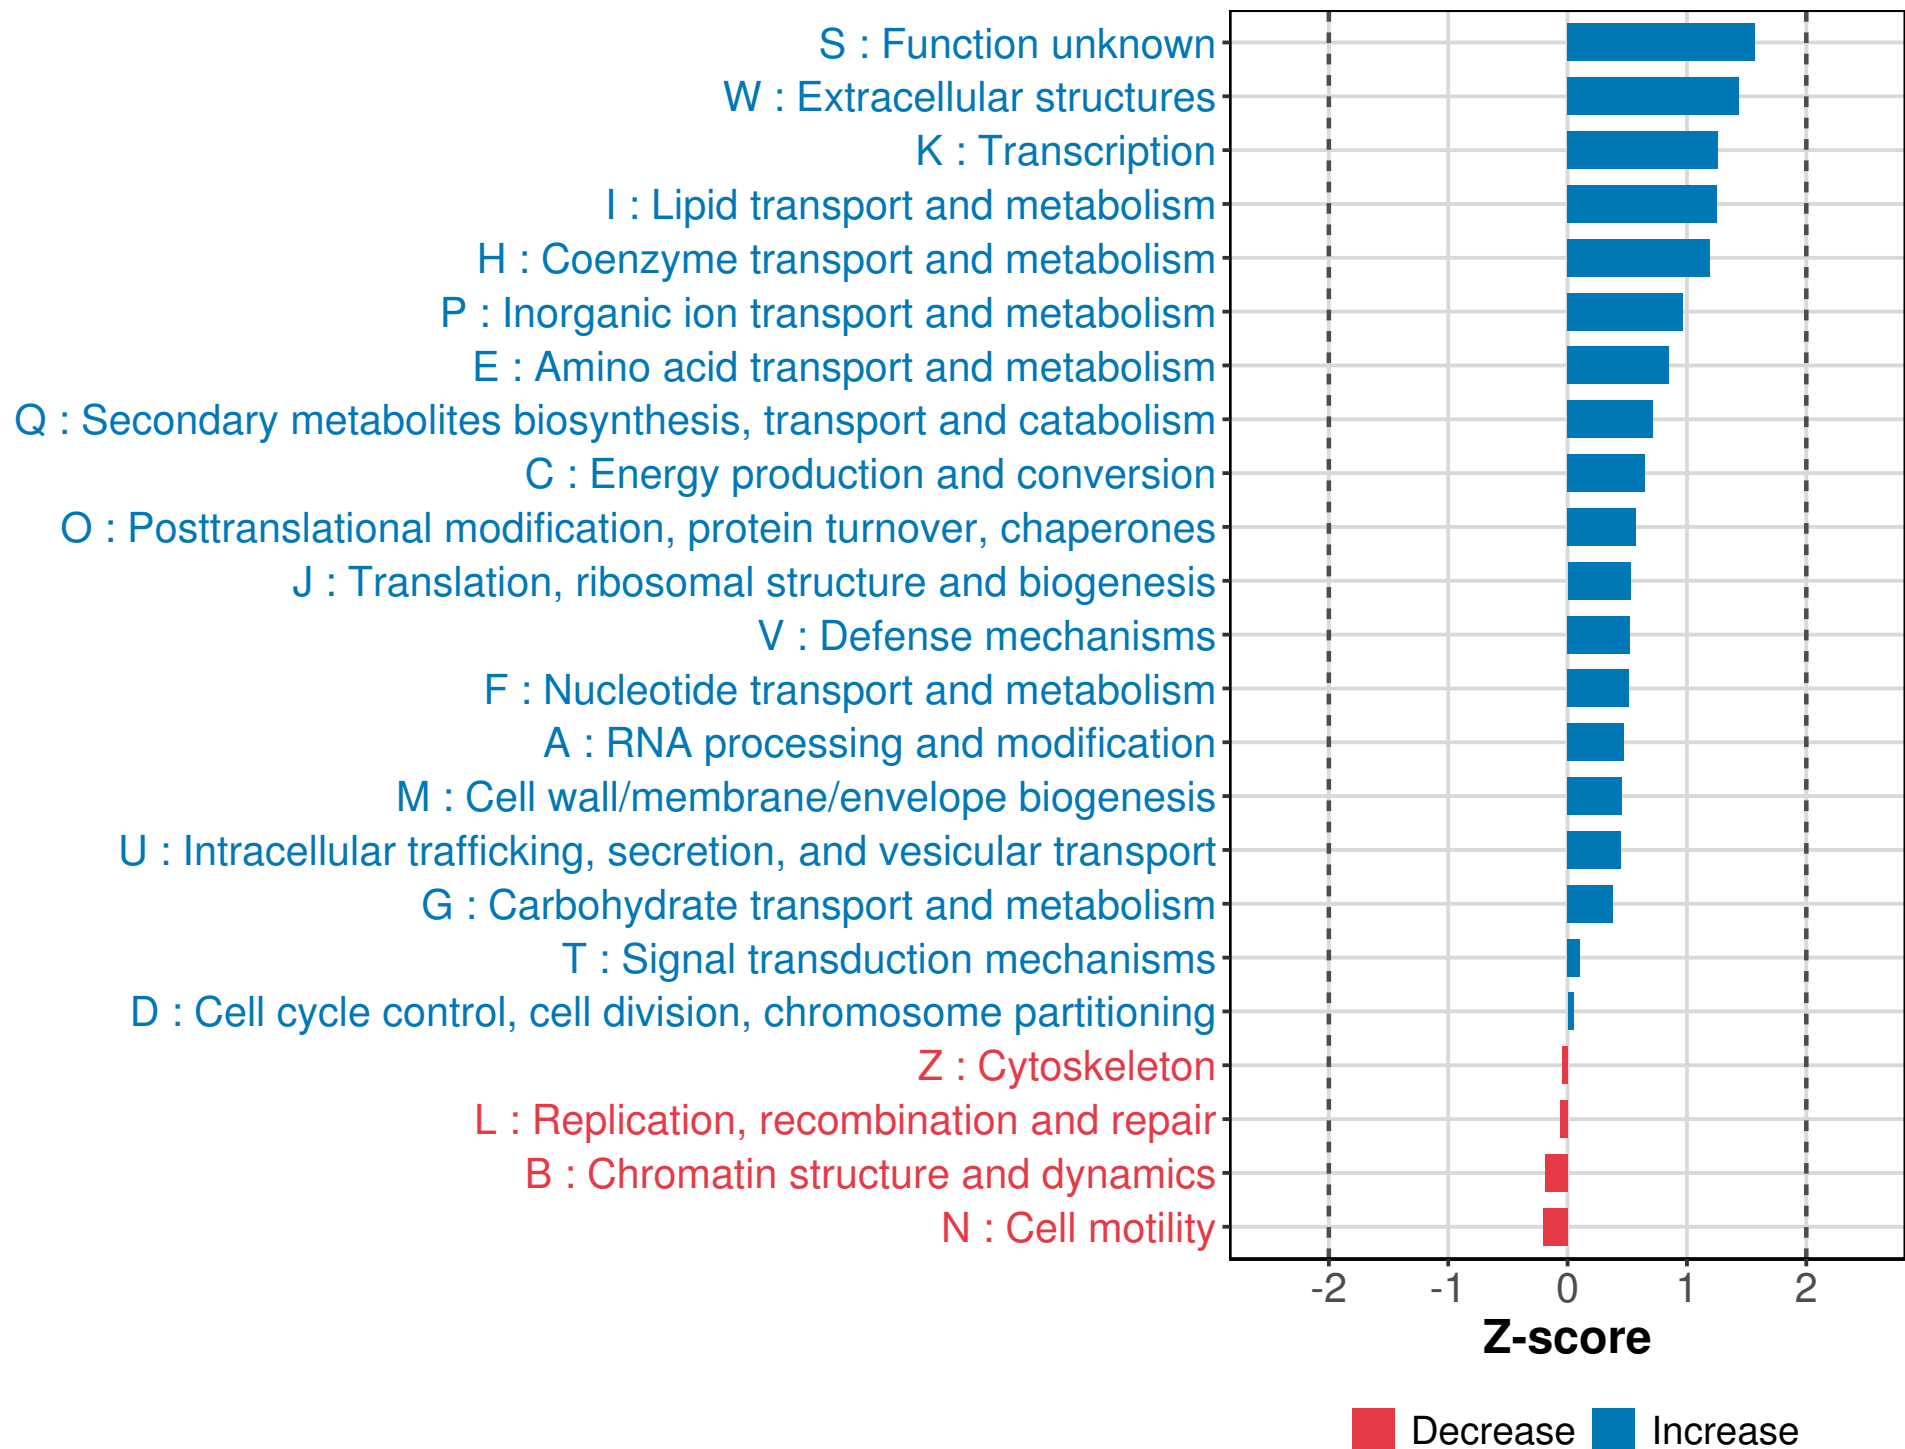 S : Function unknown
W : Extracellular structures
K : Transcription
I : Lipid transport and metabolism
H : Coenzyme transport and metabolism
P : Inorganic ion transport and metabolism
E : Amino acid transport and metabolism
Q : Secondary metabolites biosynthesis, transport and catabolism
C : Energy production and conversion
O : Posttranslational modification, protein turnover, chaperones
J : Translation, ribosomal structure and biogenesis
V : Defense mechanisms
F : Nucleotide transport and metabolism
A : RNA processing and modification
M : Cell wall/membrane/envelope biogenesis
U : Intracellular trafficking, secretion, and vesicular transport
G : Carbohydrate transport and metabolism
T : Signal transduction mechanisms
D : Cell cycle control, cell division, chromosome partitioning
Z : Cytoskeleton
L : Replication, recombination and repair
B : Chromatin structure and dynamics
N : Cell motility
-2 -1 0 1 2
Z-score
Decrease Increase